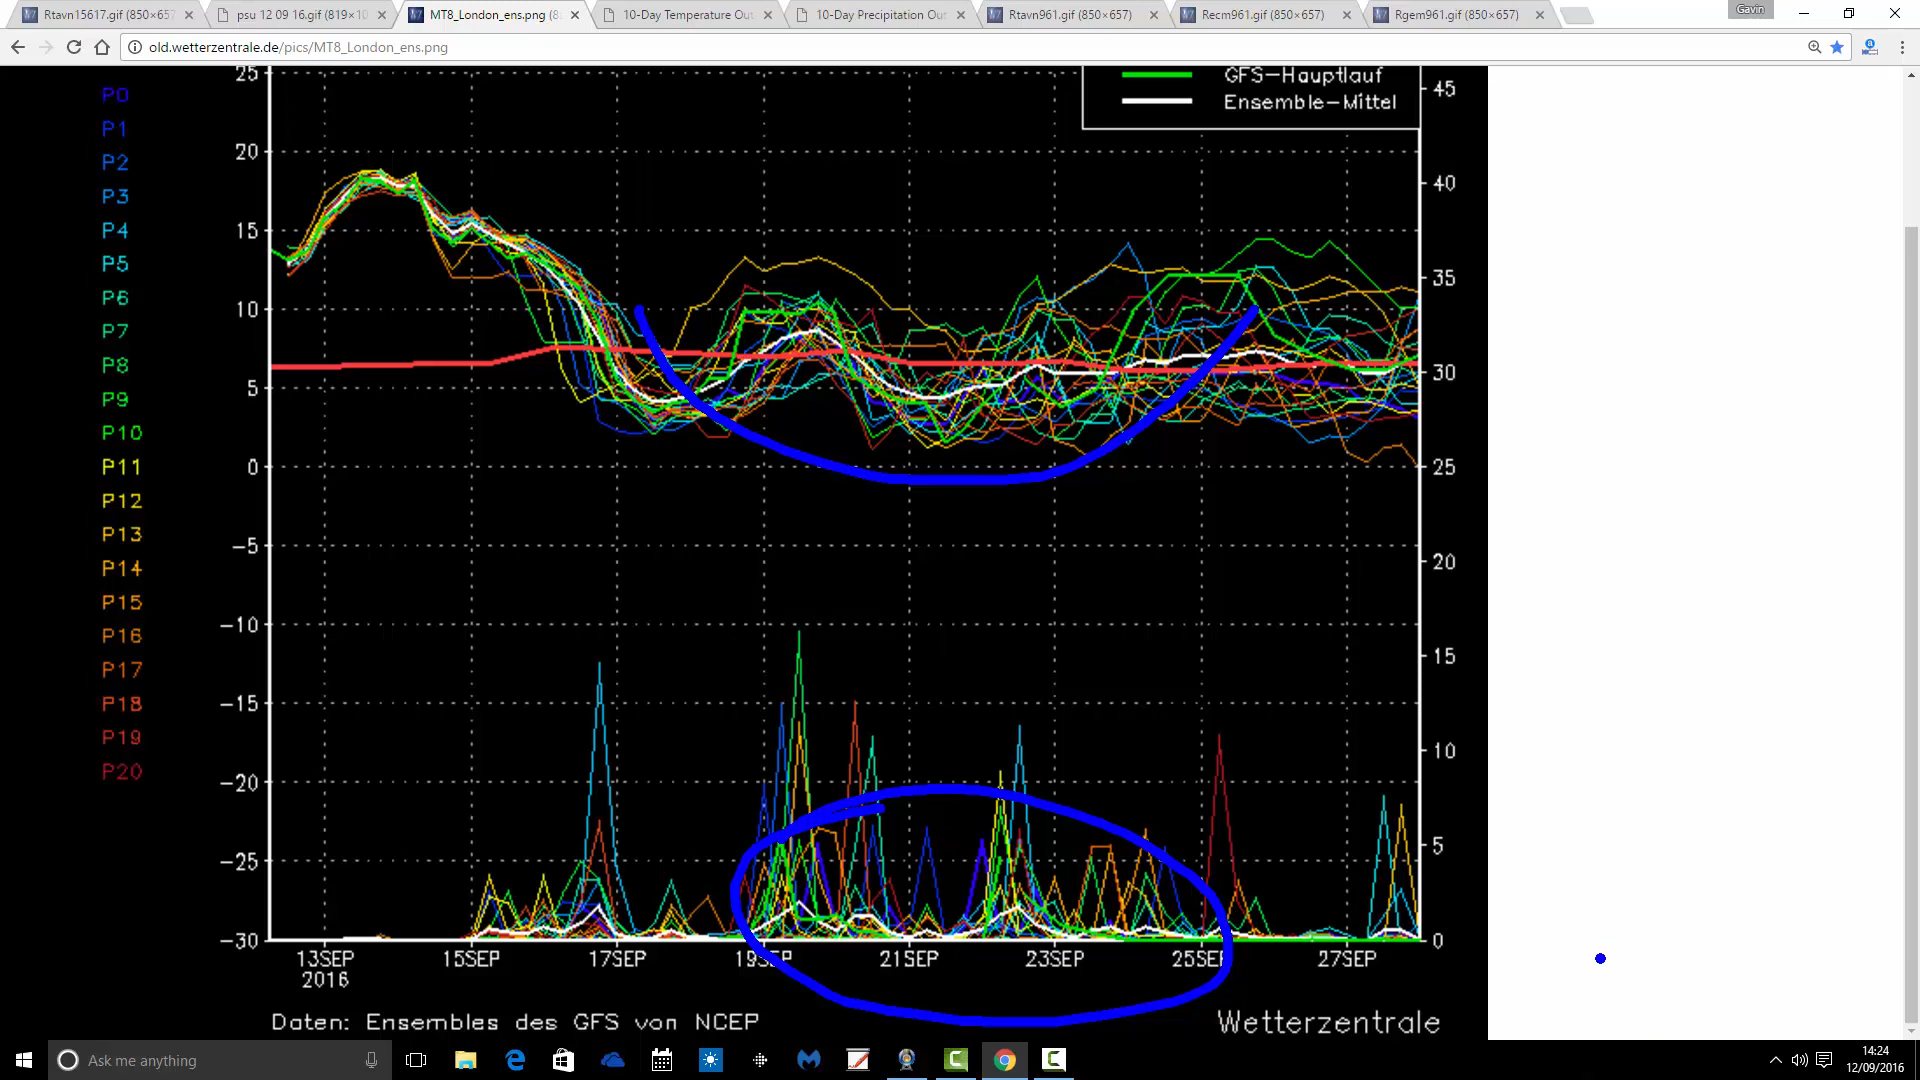 Rtavn15617.gif (850×657
psu 12 09 16.gif (819×10
MT8_London_ens.png (8
10-Day Temperature Out
10-Day Precipitation Out
Rtavn961.gif (850×657)
Recm961.gif (850×657)
Rgem961.gif (850×657)
Gavin
old.wetterzentrale.de/pics/MT8_London_ens.png
GFS-Hauptlauf
Ensemble-Mittel
P0
P1
P2
P3
P4
P5
P6
P7
P8
P9
P10
P11
P12
P13
P14
P15
P16
P17
P18
P19
P20
25
20
15
10
5
0
-5
-10
-15
-20
-25
-30
45
40
35
30
25
20
15
10
5
0
13SEP 15SEP 17SEP 19SEP 21SEP 23SEP 25SEP 27SEP
2016
Daten: Ensembles des GFS von NCEP
Wetterzentrale
Ask me anything
14:24
12/09/2016